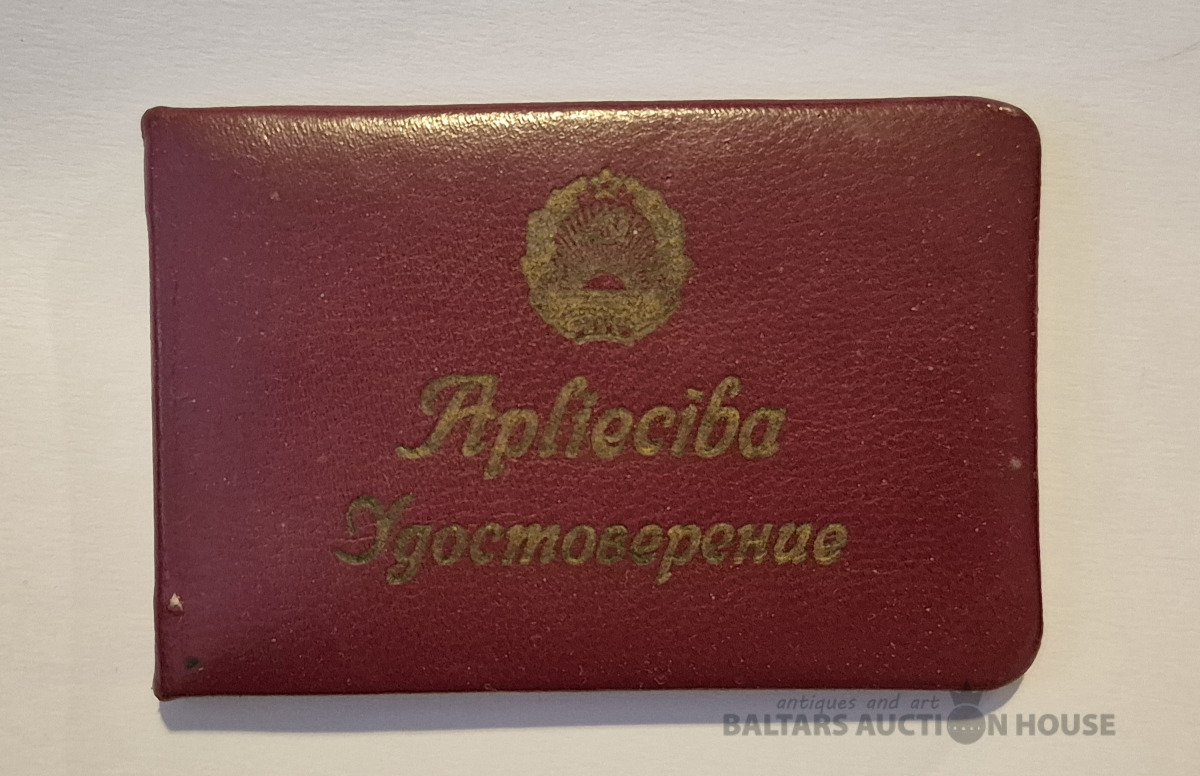 Apliecība
Удостоверение
antiques and art
BALTARS AUCTION HOUSE